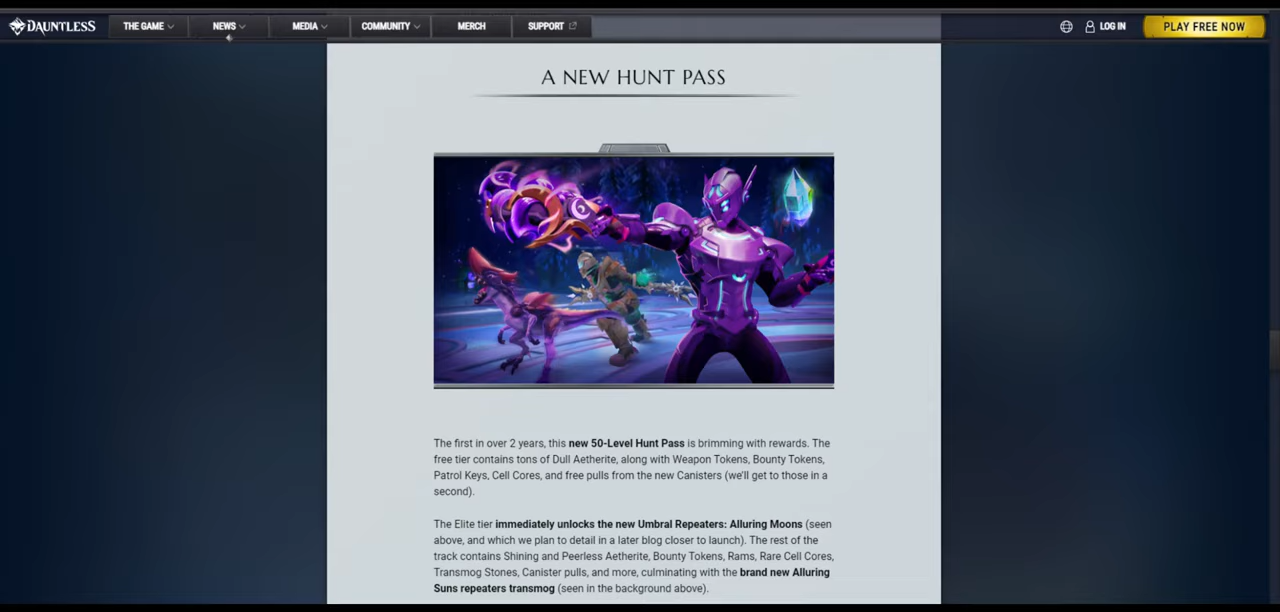 DAUNTLESS THE GAME NEWS MEDIA COMMUNITY MERCH SUPPORT LOG IN PLAY FREE NOW
A NEW HUNT PASS
The first in over 2 years, this new 50-Level Hunt Pass is brimming with rewards. The
free tier contains tons of Dull Aetherite, along with Weapon Tokens, Bounty Tokens,
Patrol Keys, Cell Cores, and free pulls from the new Canisters (we'll get to those in a
second).
The Elite tier immediately unlocks the new Umbral Repeaters: Alluring Moons (seen
above, and which we plan to detail in a later blog closer to launch). The rest of the
track contains Shining and Peerless Aetherite, Bounty Tokens, Rams, Rare Cell Cores,
Transmog Stones, Canister pulls, and more, culminating with the brand new Alluring
Suns repeaters transmog (seen in the background above).